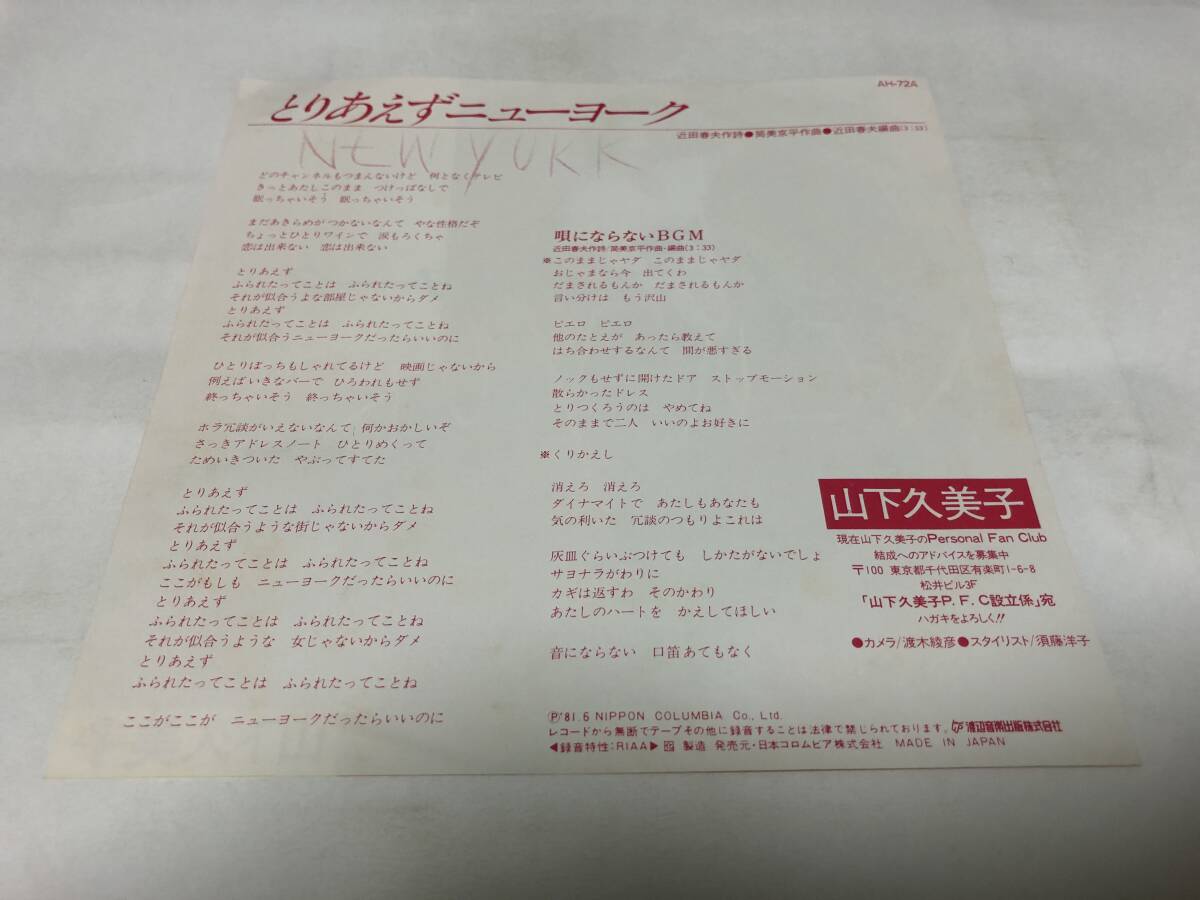 AH-72A
とりあえずニューヨーク
近田春夫作詩●筒美京平作曲●近田春夫編曲(3:33)
NEW YORK
どのチャンネルもつまんないけど 何となくテレビ
きっとあたしこのまま つけっぱなしで
眠っちゃいそう 眠っちゃいそう
まだあきらめがつかないなんて やな性格だぞ
ちょっとひとりワインで 涙もろくちゃ
恋は出来ない 恋は出来ない
とりあえず
ふられたってことは ふられたってことね
それが似合うよな部屋じゃないからダメ
とりあえず
ふられたってことは ふられたってことね
それが似合うニューヨークだったらいいのに
ひとりぼっちもしゃれてるけど 映画じゃないから
例えばいきなバーで ひろわれもせず
終っちゃいそう 終っちゃいそう
ホラ冗談がいえないなんて 何かおかしいぞ
さっきアドレスノート ひとりめくって
ためいきついた やぶってすてた
とりあえず
ふられたってことは ふられたってことね
それが似合うような街じゃないからダメ
とりあえず
ふられたってことは ふられたってことね
ここがもしも ニューヨークだったらいいのに
とりあえず
ふられたってことは ふられたってことね
それが似合うような 女じゃないからダメ
とりあえず
ふられたってことは ふられたってことね
ここがここが ニューヨークだったらいいのに
唄にならないBGM
近田春夫作詩/筒美京平作曲・編曲(3:33)
※このままじゃヤダ このままじゃヤダ
おじゃまなら今 出てくわ
だまされるもんか だまされるもんか
言い分けは もう沢山
ピエロ ピエロ
他のたとえが あったら教えて
はち合わせするなんて 間が悪すぎる
ノックもせずに開けたドア ストップモーション
散らかったドレス
とりつくろうのは やめてね
そのままで二人 いいのよお好きに
※くりかえし
消えろ 消えろ
ダイナマイトで あたしもあなたも
気の利いた 冗談のつもりよこれは
灰皿ぐらいぶつけても しかたがないでしょ
サヨナラがわりに
カギは返すわ そのかわり
あたしのハートを かえしてほしい
音にならない 口笛あてもなく
山下久美子
現在山下久美子のPersonal Fan Club
結成へのアドバイスを募集中
〒100 東京都千代田区有楽町1-6-8
松井ビル3F
「山下久美子P.F.C設立係」宛
ハガキをよろしく!!
●カメラ/渡木綾彦●スタイリスト/須藤洋子
Ⓟ'81.6 NIPPON COLUMBIA Co., Ltd.
レコードから無断でテープその他に録音することは法律で禁じられております。 渡辺音楽出版株式会社
◀録音特性:RIAA▶ 製造 発売元・日本コロムビア株式会社 MADE IN JAPAN